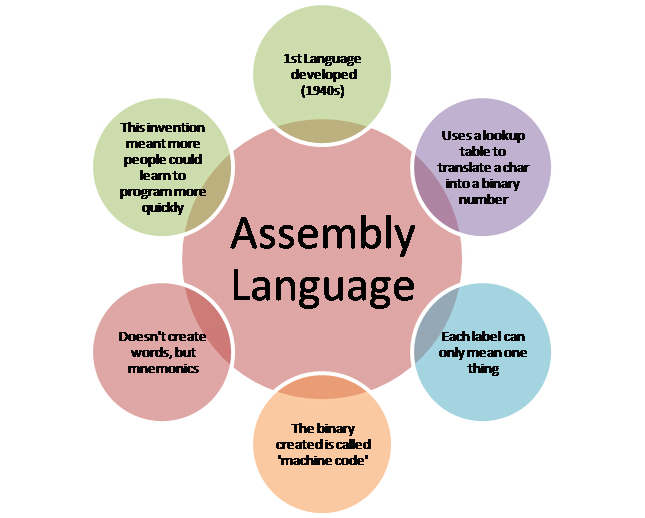 1st Language
developed
(1940s)
This invention
meant more
people could
learn to
program more
quickly
Uses a lookup
table to
translate a char
into a binary
number
Assembly
Language
Doesn't create
words, but
mnemonics
Each label can
only mean one
thing
The binary
created is called
'machine code'